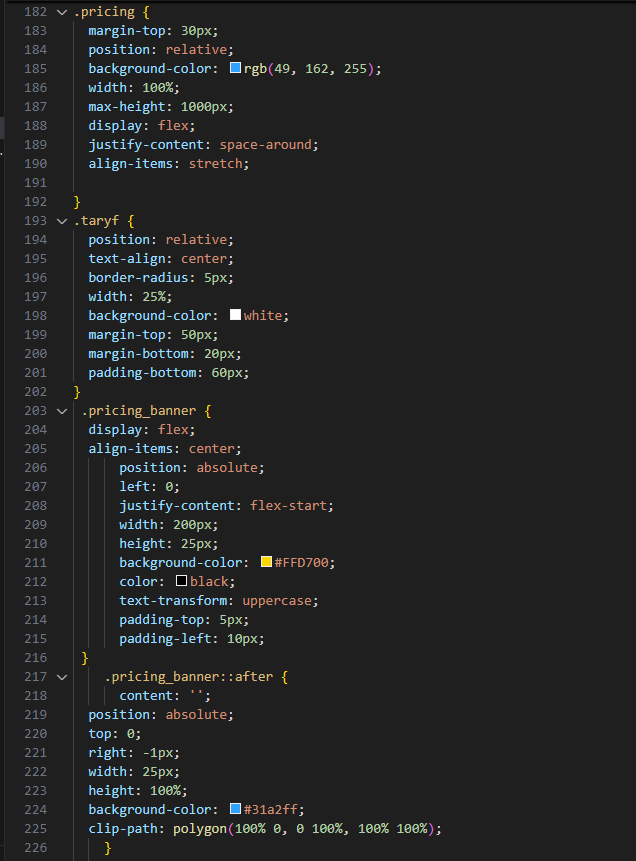 182 .pricing {
183 margin-top: 30px;
184 position: relative;
185 background-color: rgb(49, 162, 255);
186 width: 100%;
187 max-height: 1000px;
188 display: flex;
189 justify-content: space-around;
190 align-items: stretch;
191
192 }
193 .taryf {
194 position: relative;
195 text-align: center;
196 border-radius: 5px;
197 width: 25%;
198 background-color: white;
199 margin-top: 50px;
200 margin-bottom: 20px;
201 padding-bottom: 60px;
202 }
203 .pricing_banner {
204 display: flex;
205 align-items: center;
206 position: absolute;
207 left: 0;
208 justify-content: flex-start;
209 width: 200px;
210 height: 25px;
211 background-color: #FFD700;
212 color: black;
213 text-transform: uppercase;
214 padding-top: 5px;
215 padding-left: 10px;
216 }
217 .pricing_banner::after {
218 content: '';
219 position: absolute;
220 top: 0;
221 right: -1px;
222 width: 25px;
223 height: 100%;
224 background-color: #31a2ff;
225 clip-path: polygon(100% 0, 0 100%, 100% 100%);
226 }